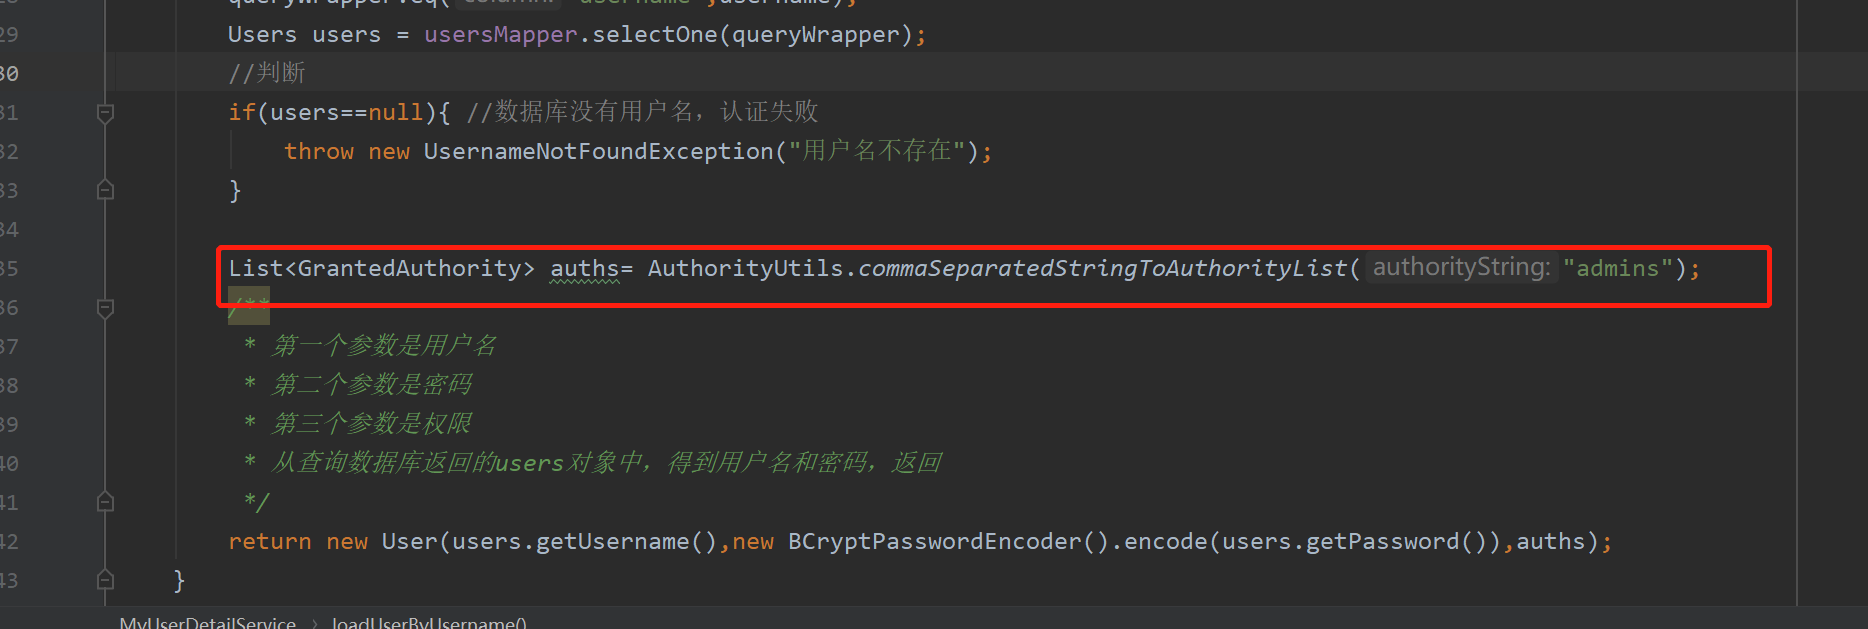 queryWrapper.eq( column: "username",username);
29 Users users = usersMapper.selectOne(queryWrapper);
30 //判断
31 if(users==null){ //数据库没有用户名，认证失败
32 throw new UsernameNotFoundException("用户名不存在");
33 }
34
35 List<GrantedAuthority> auths= AuthorityUtils.commaSeparatedStringToAuthorityList( authorityString: "admins");
36 /**
37 * 第一个参数是用户名
38 * 第二个参数是密码
39 * 第三个参数是权限
40 * 从查询数据库返回的users对象中，得到用户名和密码，返回
41 */
42 return new User(users.getUsername(),new BCryptPasswordEncoder().encode(users.getPassword()),auths);
43 }
MyUserDetailService › loadUserByUsername()